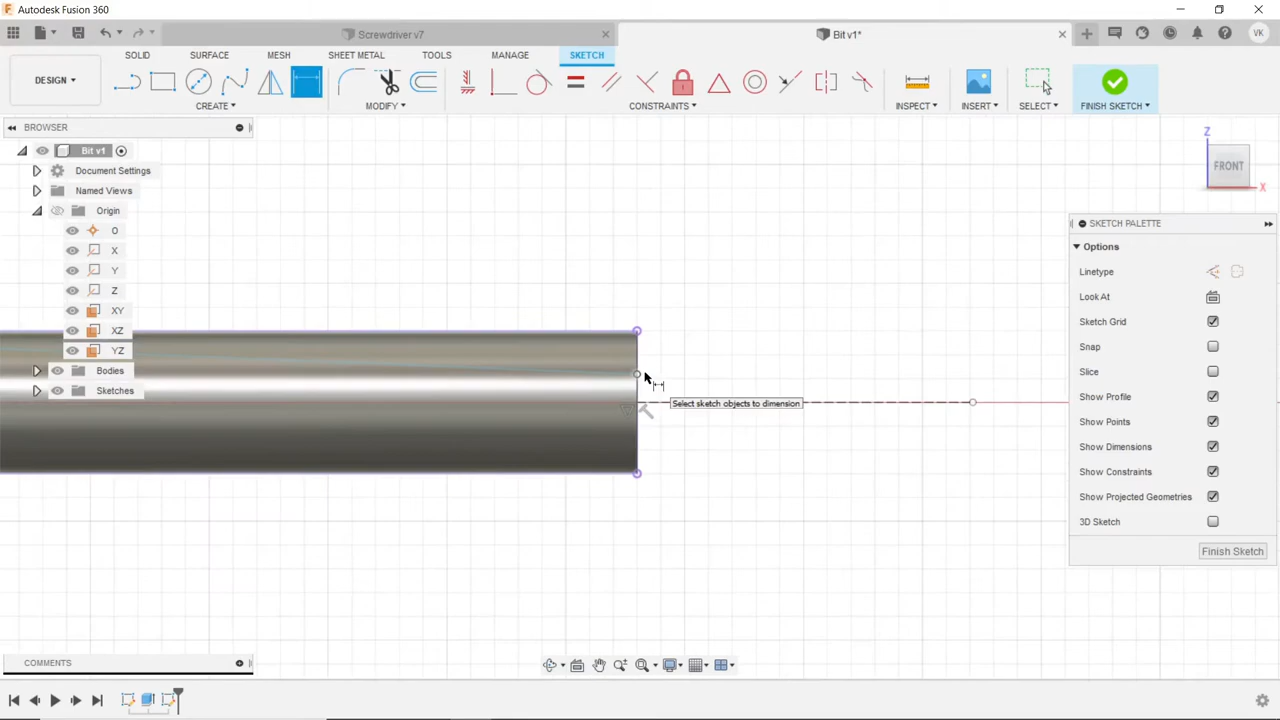 Autodesk Fusion 360
Screwdriver v7
Bit v1*
VK
DESIGN
SOLID
SURFACE
MESH
SHEET METAL
TOOLS
MANAGE
SKETCH
CREATE
MODIFY
CONSTRAINTS
INSPECT
INSERT
SELECT
FINISH SKETCH
BROWSER
Bit v1
Document Settings
Named Views
Origin
O
X
Y
Z
XY
XZ
YZ
Bodies
Sketches
Select sketch objects to dimension
Z
FRONT
X
SKETCH PALETTE
Options
Linetype
Look At
Sketch Grid
Snap
Slice
Show Profile
Show Points
Show Dimensions
Show Constraints
Show Projected Geometries
3D Sketch
Finish Sketch
COMMENTS